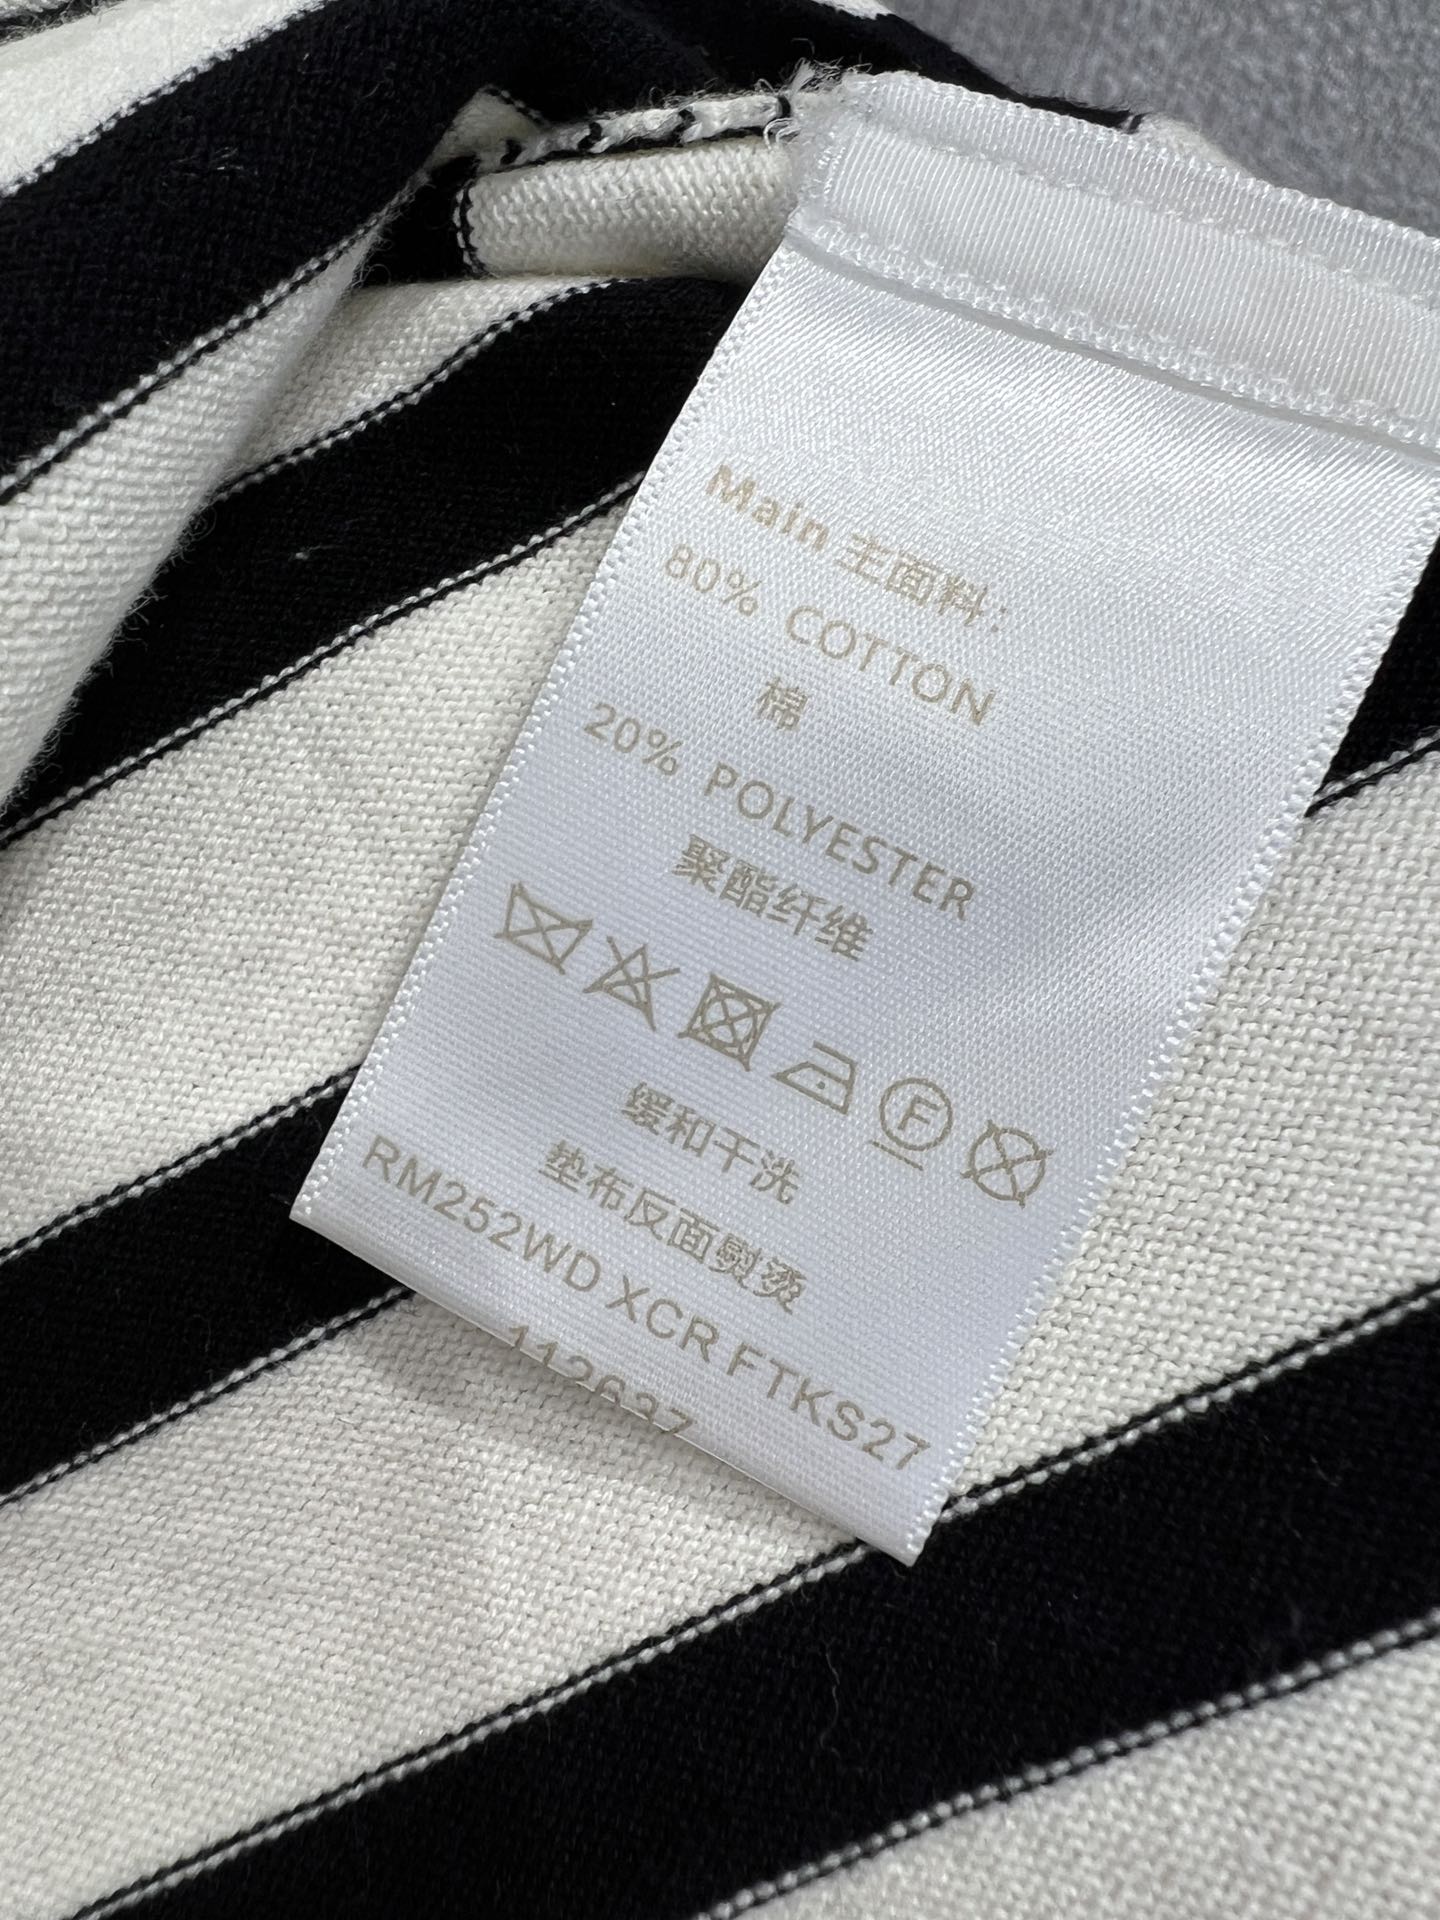 Main 主面料:
80% COTTON
棉
20% POLYESTER
聚酯纤维
F
缓和干洗
垫布反面熨烫
RM252WD XCR FTKS27
112637